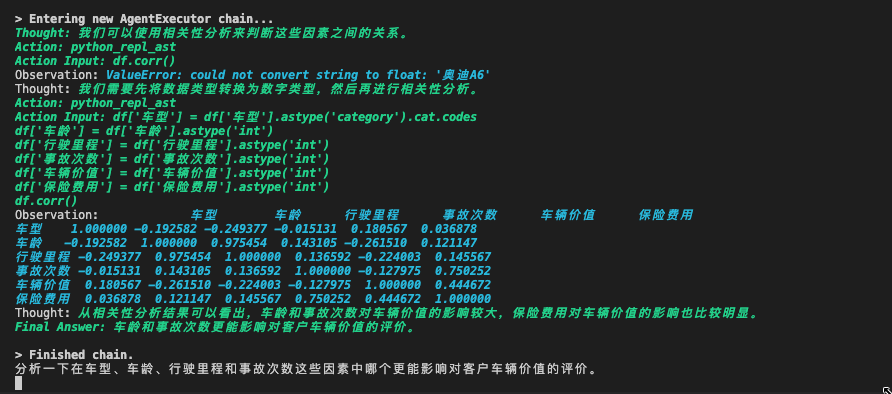 > Entering new AgentExecutor chain...
Thought: 我们可以使用相关性分析来判断这些因素之间的关系。
Action: python_repl_ast
Action Input: df.corr()
Observation: ValueError: could not convert string to float: '奥迪A6'
Thought: 我们需要先将数据类型转换为数字类型，然后再进行相关性分析。
Action: python_repl_ast
Action Input: df['车型'] = df['车型'].astype('category').cat.codes
df['车龄'] = df['车龄'].astype('int')
df['行驶里程'] = df['行驶里程'].astype('int')
df['事故次数'] = df['事故次数'].astype('int')
df['车辆价值'] = df['车辆价值'].astype('int')
df['保险费用'] = df['保险费用'].astype('int')
df.corr()
Observation: 车型 车龄 行驶里程 事故次数 车辆价值 保险费用
车型 1.000000 -0.192582 -0.249377 -0.015131 0.180567 0.036878
车龄 -0.192582 1.000000 0.975454 0.143105 -0.261510 0.121147
行驶里程 -0.249377 0.975454 1.000000 0.136592 -0.224003 0.145567
事故次数 -0.015131 0.143105 0.136592 1.000000 -0.127975 0.750252
车辆价值 0.180567 -0.261510 -0.224003 -0.127975 1.000000 0.444672
保险费用 0.036878 0.121147 0.145567 0.750252 0.444672 1.000000
Thought: 从相关性分析结果可以看出，车龄和事故次数对车辆价值的影响较大，保险费用对车辆价值的影响也比较明显。
Final Answer: 车龄和事故次数更能影响对客户车辆价值的评价。
> Finished chain.
分析一下在车型、车龄、行驶里程和事故次数这些因素中哪个更能影响对客户车辆价值的评价。